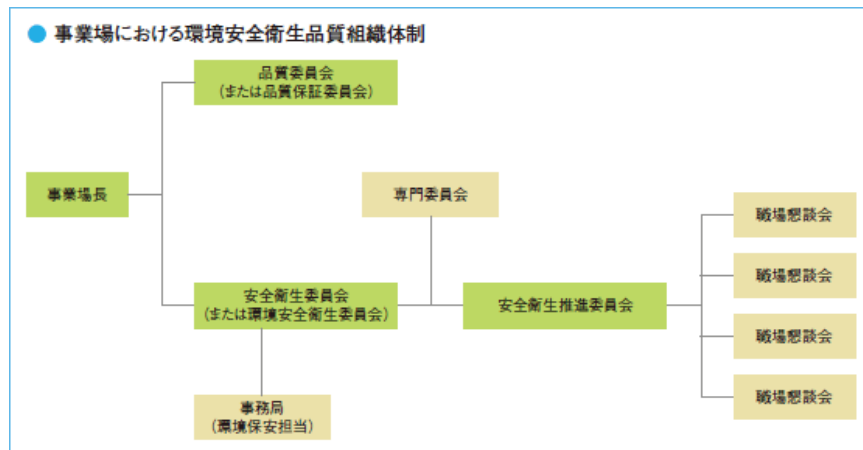 事業場における環境安全衛生品質組織体制
品質委員会
(または品質保証委員会)
事業場長
専門委員会
職場懇談会
職場懇談会
安全衛生委員会
(または環境安全衛生委員会)
安全衛生推進委員会
職場懇談会
職場懇談会
事務局
(環境保安担当)